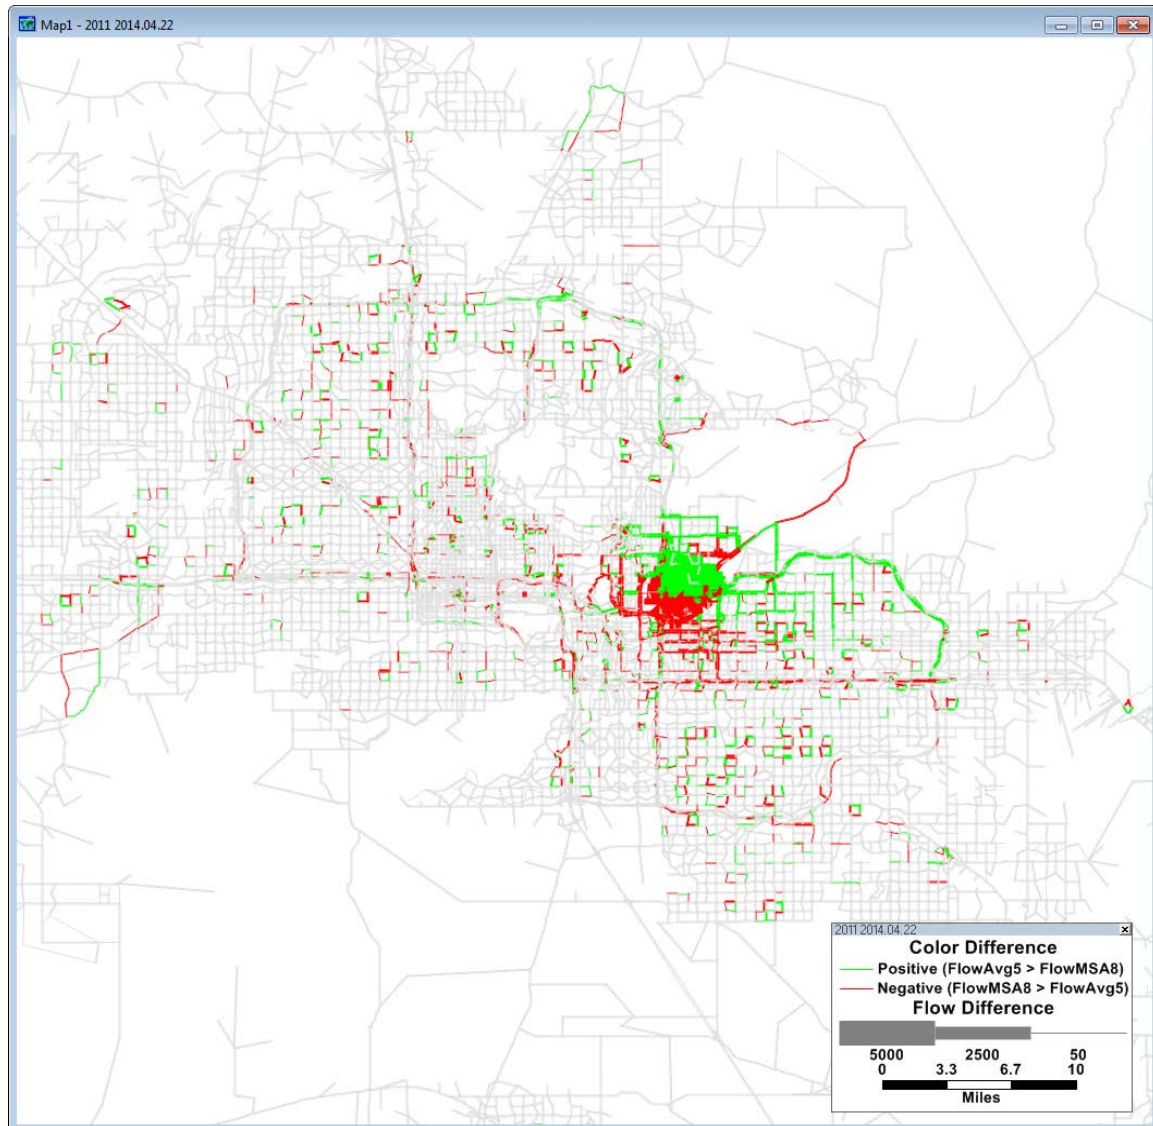 Map1 - 2011 2014.04.22
2011 2014.04.22
Color Difference
Positive (FlowAvg5 > FlowMSA8)
Negative (FlowMSA8 > FlowAvg5)
Flow Difference
5000 2500 50
0 3.3 6.7 10
Miles